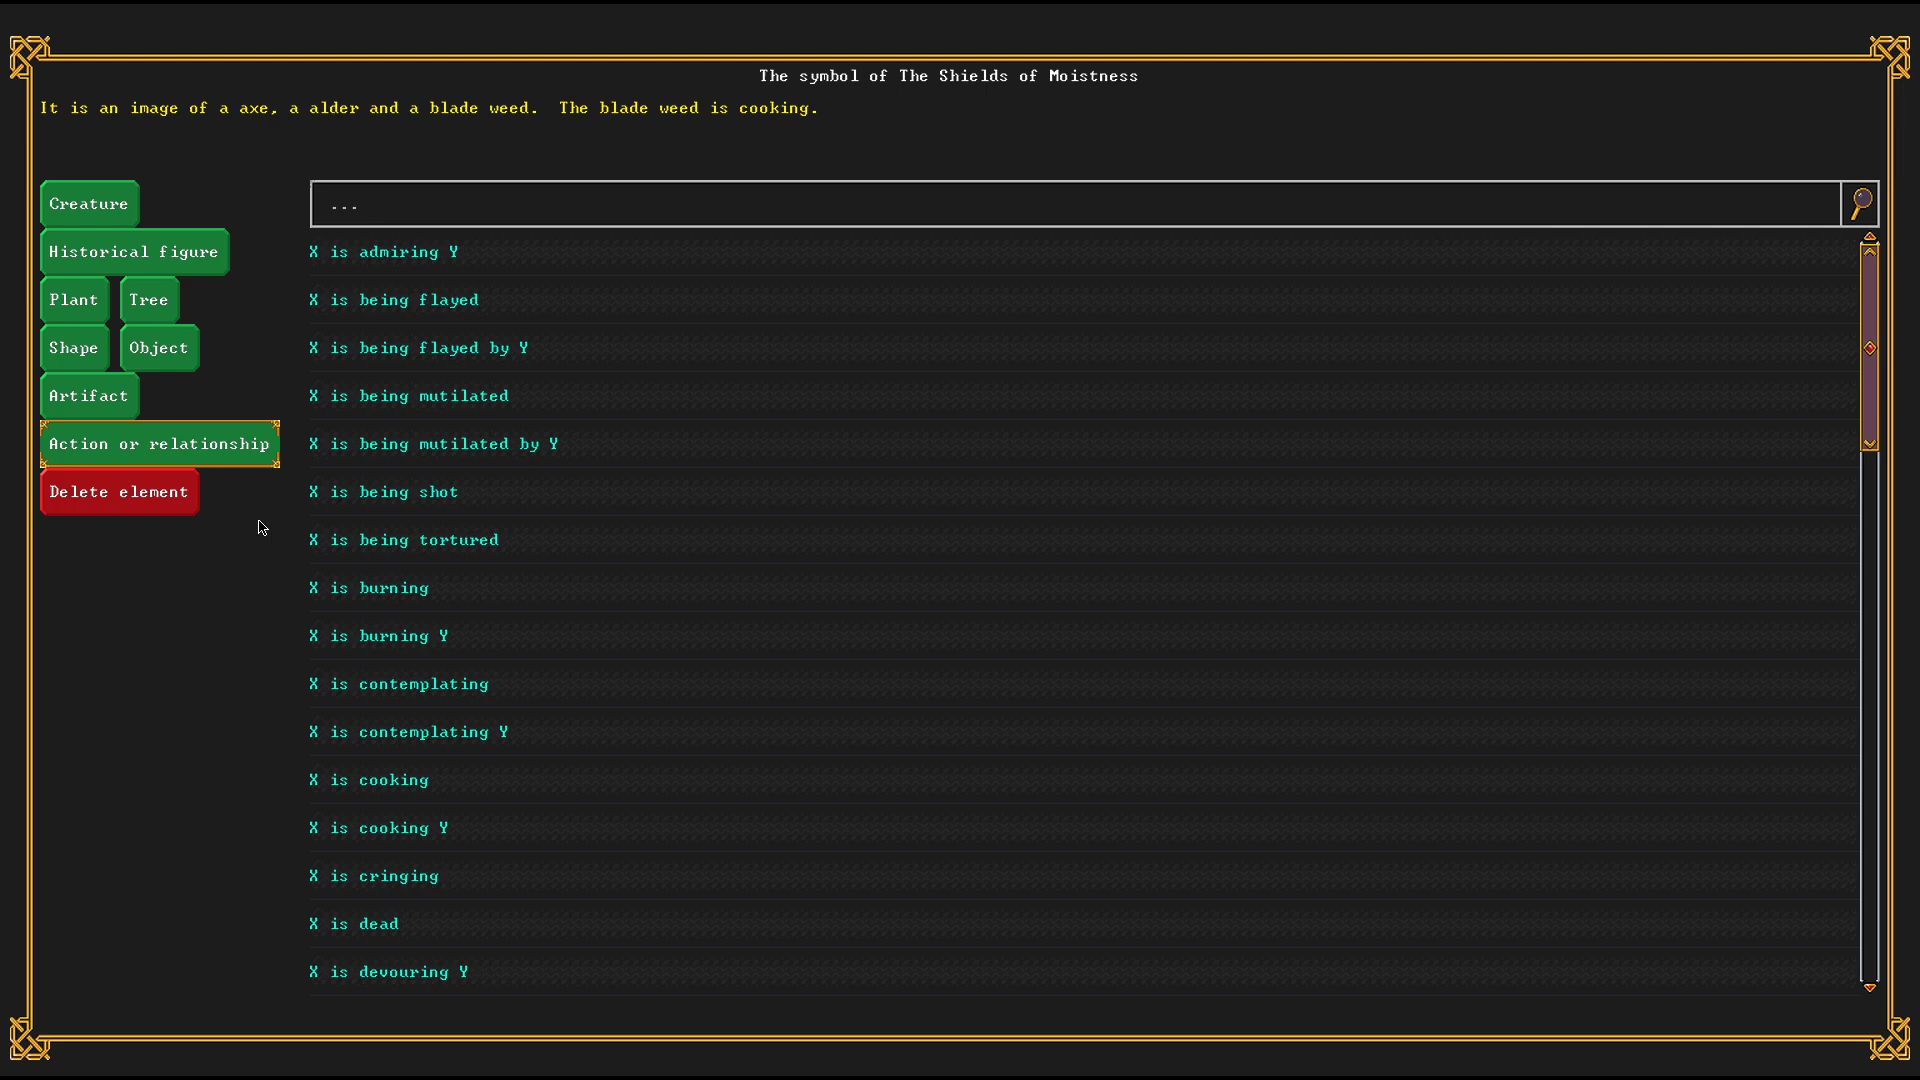 The symbol of The Shields of Moistness
It is an image of a axe, a alder and a blade weed.  The blade weed is cooking.
Creature
Historical figure
Plant
Tree
Shape
Object
Artifact
Action or relationship
Delete element
...
X is admiring Y
X is being flayed
X is being flayed by Y
X is being mutilated
X is being mutilated by Y
X is being shot
X is being tortured
X is burning
X is burning Y
X is contemplating
X is contemplating Y
X is cooking
X is cooking Y
X is cringing
X is dead
X is devouring Y